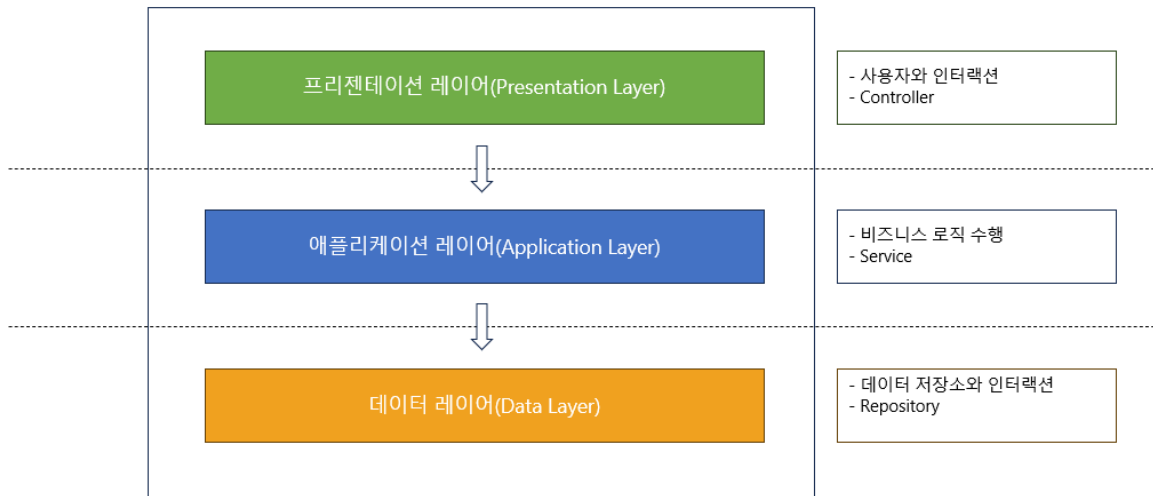 프리젠테이션 레이어(Presentation Layer)
- 사용자와 인터랙션
- Controller
애플리케이션 레이어(Application Layer)
- 비즈니스 로직 수행
- Service
데이터 레이어(Data Layer)
- 데이터 저장소와 인터랙션
- Repository